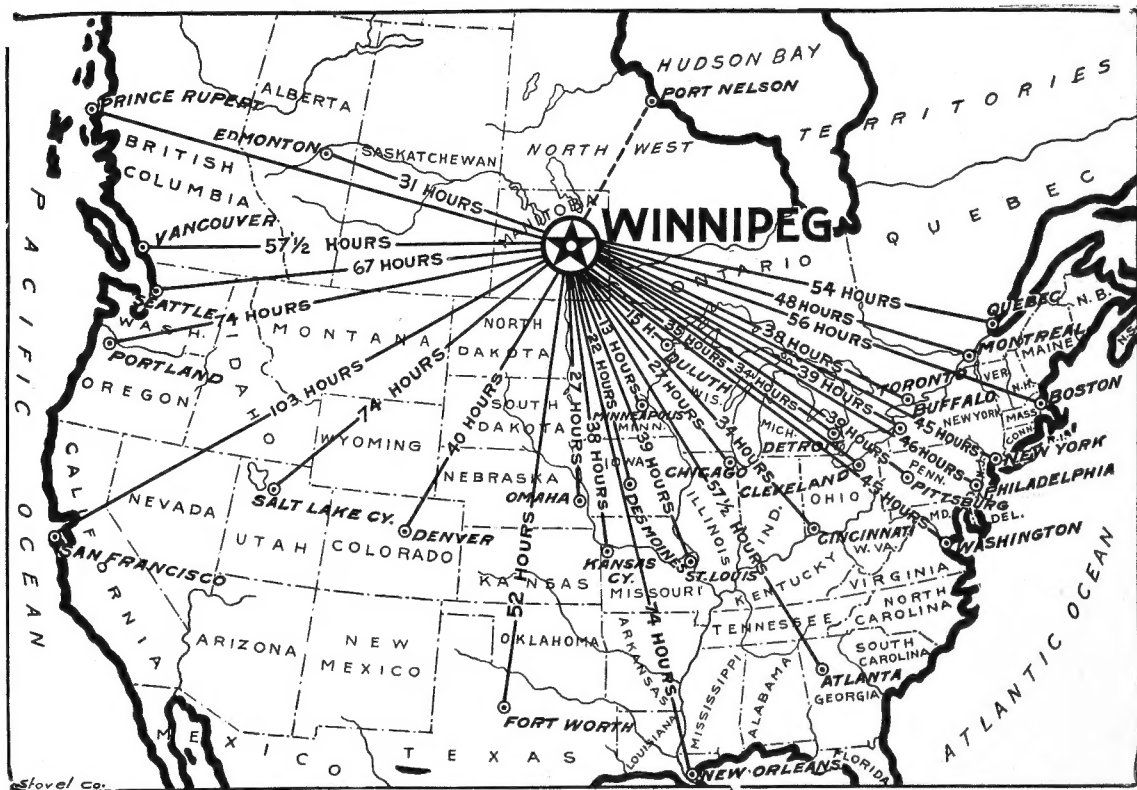 HUDSON BAY
PORT NELSON
PRINCE RUPERT
ALBERTA
TERRITORIES
EDMONTON
SASKATCHEWAN
NORTH WEST
BRITISH
COLUMBIA
31 HOURS
MANITOBA
QUEBEC
PACIFIC OCEAN
VANCOUVER
57½ HOURS
WINNIPEG
ONTARIO
67 HOURS
54 HOURS
SEATTLE
74 HOURS
48 HOURS
QUEBEC
N.B.
N.S.
WASH.
MONTANA
NORTH
DAKOTA
13 HOURS
15 H.
35 HOURS
38 HOURS
56 HOURS
MONTREAL
MAINE
PORTLAND
IDAHO
22 HOURS
DULUTH
34 HOURS
39 HOURS
TORONTO
VER.
N.H.
OREGON
103 HOURS
74 HOURS
40 HOURS
SOUTH
DAKOTA
27 HOURS
MINNEAPOLIS
MINN.
WIS.
27 HOURS
MICH.
BUFFALO
NEW YORK
MASS.
BOSTON
CONN.
R.I.
WYOMING
38 HOURS
39 HOURS
34 HOURS
DETROIT
39 HOURS
46 HOURS
45 HOURS
NEW YORK
CALIFORNIA
NEVADA
SALT LAKE CY.
NEBRASKA
IOWA
CHICAGO
CLEVELAND
PENN.
PITTSBURG
PHILADELPHIA
OMAHA
DES MOINES
ILLINOIS
IND.
OHIO
45 HOURS
MD.
DEL.
SAN FRANCISCO
UTAH
COLORADO
DENVER
57½ HOURS
CINCINNATI
W.VA.
WASHINGTON
KANSAS
KANSAS
CY.
ST. LOUIS
MISSOURI
KENTUCKY
VIRGINIA
52 HOURS
74 HOURS
TENNESSEE
NORTH
CAROLINA
ARIZONA
NEW
MEXICO
OKLAHOMA
ARKANSAS
SOUTH
CAROLINA
MISSISSIPPI
ALABAMA
ATLANTA
GEORGIA
ATLANTIC OCEAN
FORT WORTH
LOUISIANA
MEXICO
TEXAS
NEW ORLEANS
FLORIDA
Stovel Co.